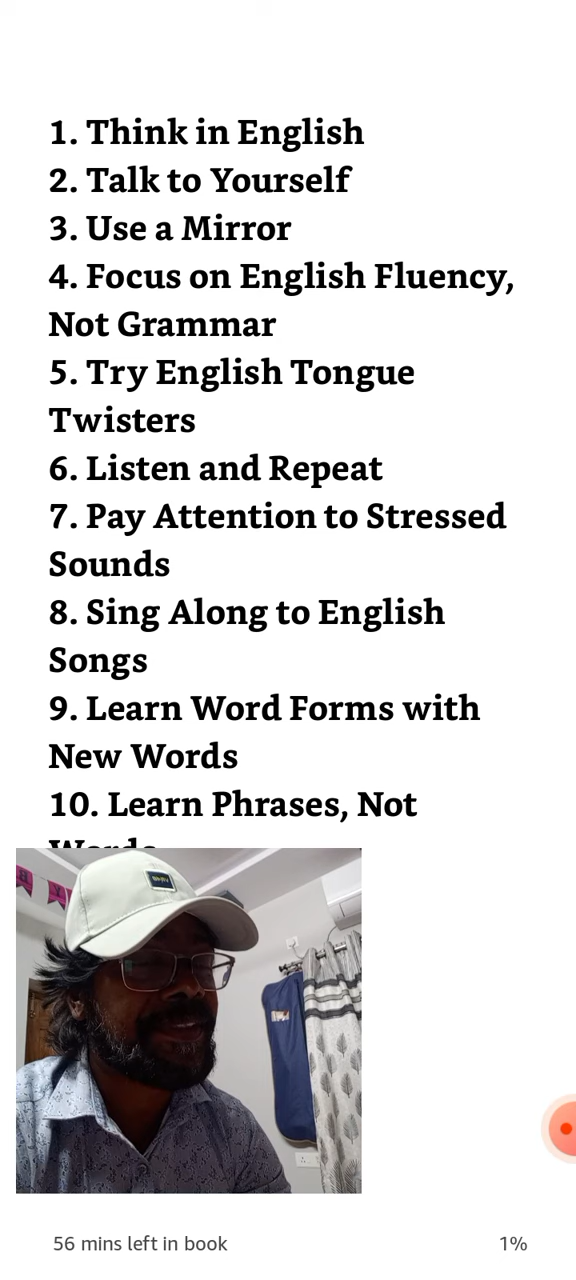 1. Think in English
2. Talk to Yourself
3. Use a Mirror
4. Focus on English Fluency,
Not Grammar
5. Try English Tongue
Twisters
6. Listen and Repeat
7. Pay Attention to Stressed
Sounds
8. Sing Along to English
Songs
9. Learn Word Forms with
New Words
10. Learn Phrases, Not
Words
56 mins left in book
1%